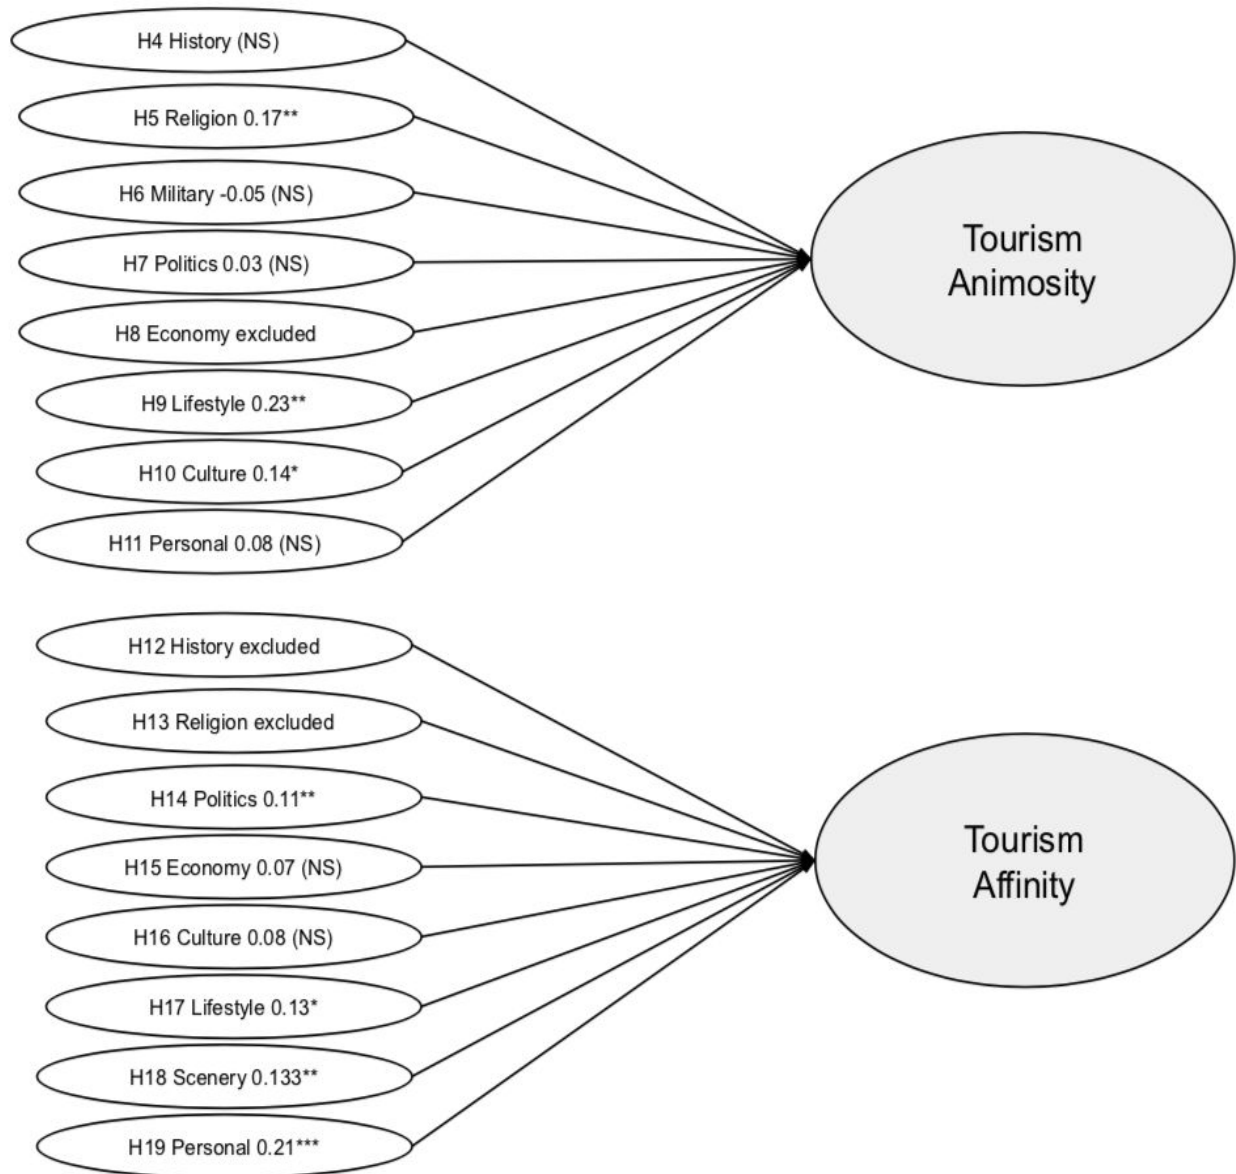 H4 History (NS)
H5 Religion 0.17**
H6 Military -0.05 (NS)
H7 Politics 0.03 (NS)
H8 Economy excluded
H9 Lifestyle 0.23**
H10 Culture 0.14*
H11 Personal 0.08 (NS)
Tourism
Animosity
H12 History excluded
H13 Religion excluded
H14 Politics 0.11**
H15 Economy 0.07 (NS)
H16 Culture 0.08 (NS)
H17 Lifestyle 0.13*
H18 Scenery 0.133**
H19 Personal 0.21***
Tourism
Affinity